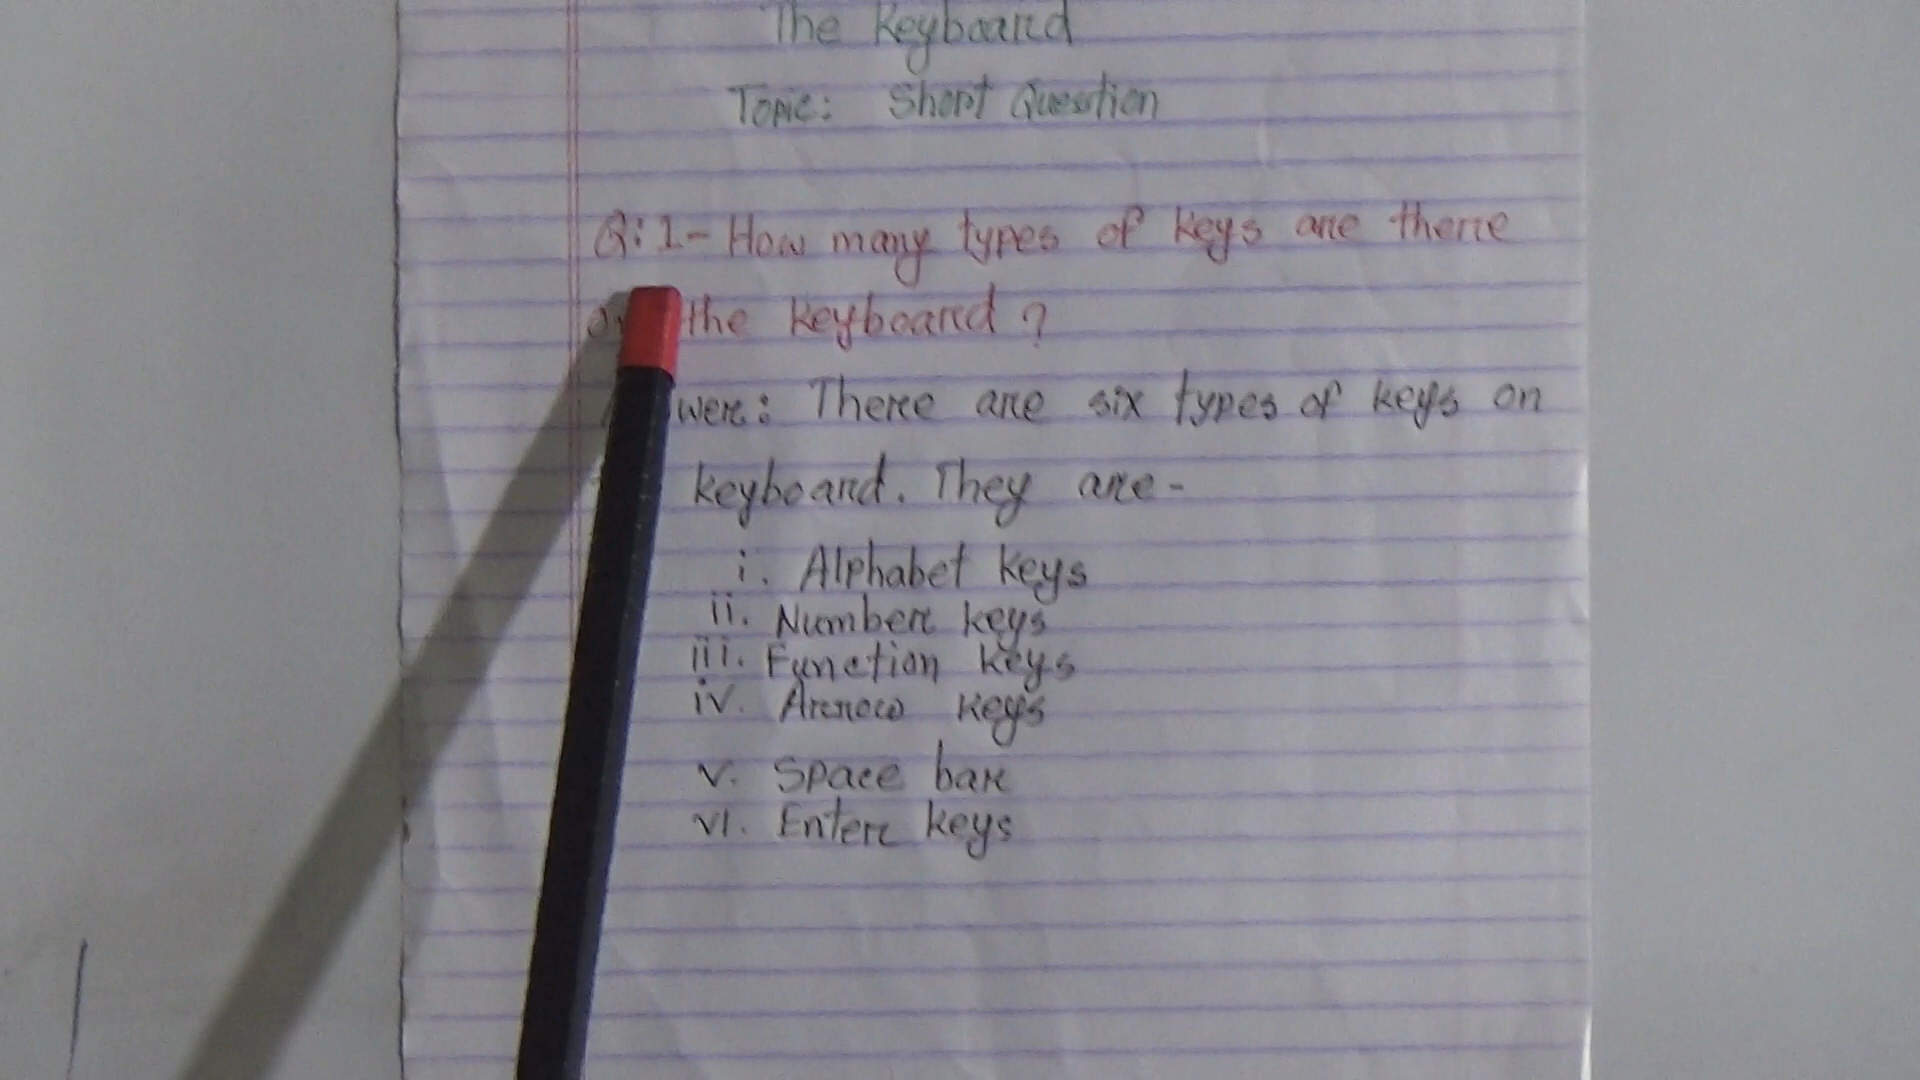 The Keyboard
Topic: Short Question
Q:1- How many types of keys are there
the keyboard ?
There are six types of keys on
keyboard. They are-
i. Alphabet keys
ii. Number keys
iii. Function keys
iv. Arrow keys
v. Space bar
vi. Enter keys